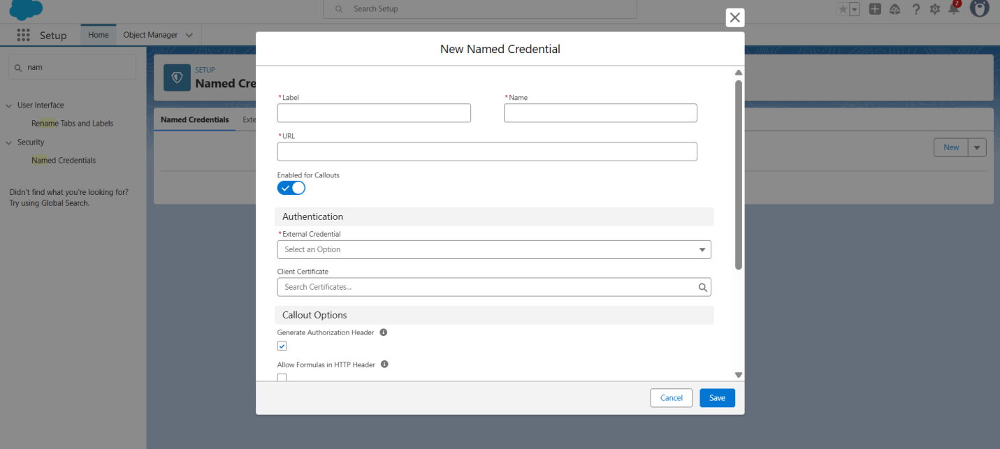 Search Setup
2
Setup
Home
Object Manager
nam
User Interface
Rename Tabs and Labels
Security
Named Credentials
Didn't find what you're looking for?
Try using Global Search.
SETUP
Named Cre
Named Credentials
Exte
New
New Named Credential
*Label
*Name
*URL
Enabled for Callouts
Authentication
*External Credential
Select an Option
Client Certificate
Search Certificates...
Callout Options
Generate Authorization Header
Allow Formulas in HTTP Header
Cancel
Save